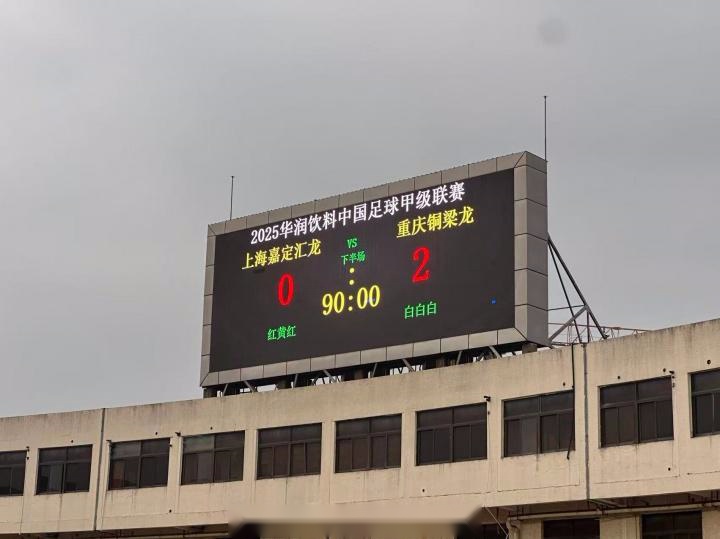 2025华润饮料中国足球甲级联赛
上海嘉定汇龙 VS 重庆铜梁龙
下半场
0 : 2
90:00
红黄红 白白白